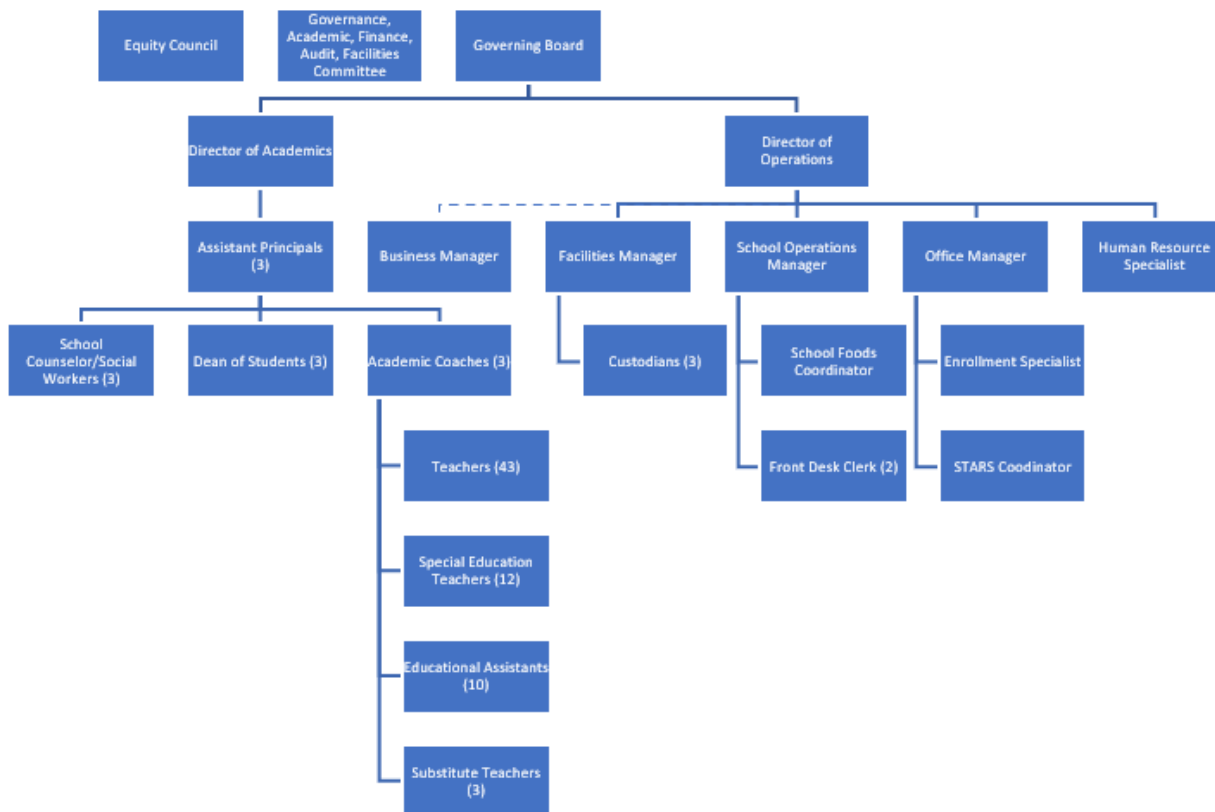 Equity Council
Governance,
Academic, Finance,
Audit, Facilities
Committee
Governing Board
Director of Academics
Director of
Operations
Assistant Principals
(3)
Business Manager
Facilities Manager
School Operations
Manager
Office Manager
Human Resource
Specialist
School
Counselor/Social
Workers (3)
Dean of Students (3)
Academic Coaches (3)
Custodians (3)
School Foods
Coordinator
Enrollment Specialist
Teachers (43)
Front Desk Clerk (2)
STARS Coodinator
Special Education
Teachers (12)
Educational Assistants
(10)
Substitute Teachers
(3)